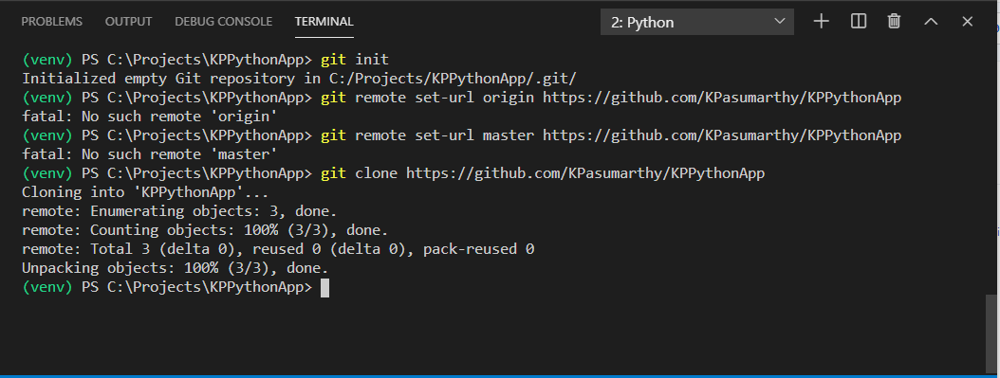 PROBLEMS OUTPUT DEBUG CONSOLE TERMINAL 2: Python
(venv) PS C:\Projects\KPPythonApp> git init
Initialized empty Git repository in C:/Projects/KPPythonApp/.git/
(venv) PS C:\Projects\KPPythonApp> git remote set-url origin https://github.com/KPasumarthy/KPPythonApp
fatal: No such remote 'origin'
(venv) PS C:\Projects\KPPythonApp> git remote set-url master https://github.com/KPasumarthy/KPPythonApp
fatal: No such remote 'master'
(venv) PS C:\Projects\KPPythonApp> git clone https://github.com/KPasumarthy/KPPythonApp
Cloning into 'KPPythonApp'...
remote: Enumerating objects: 3, done.
remote: Counting objects: 100% (3/3), done.
remote: Total 3 (delta 0), reused 0 (delta 0), pack-reused 0
Unpacking objects: 100% (3/3), done.
(venv) PS C:\Projects\KPPythonApp>